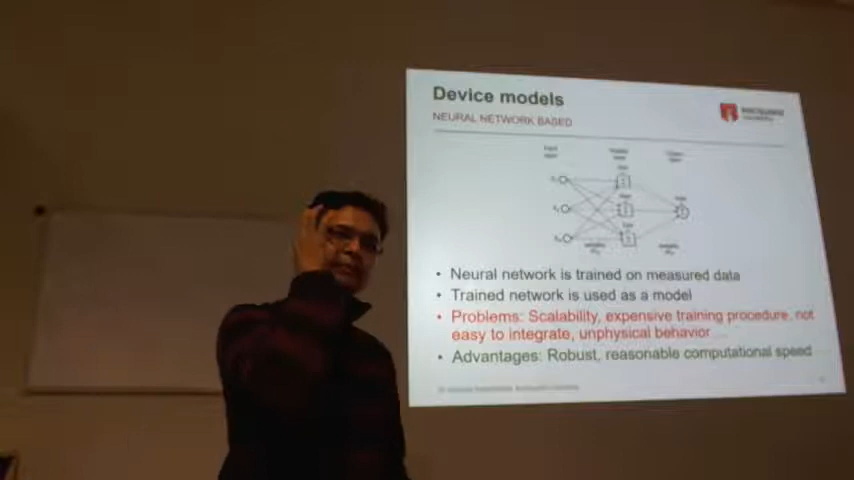 Device models
NEURAL NETWORK BASED
• Neural network is trained on measured data
• Trained network is used as a model
• Problems: Scalability, expensive training procedure, not
easy to integrate, unphysical behavior
• Advantages: Robust, reasonable computational speed